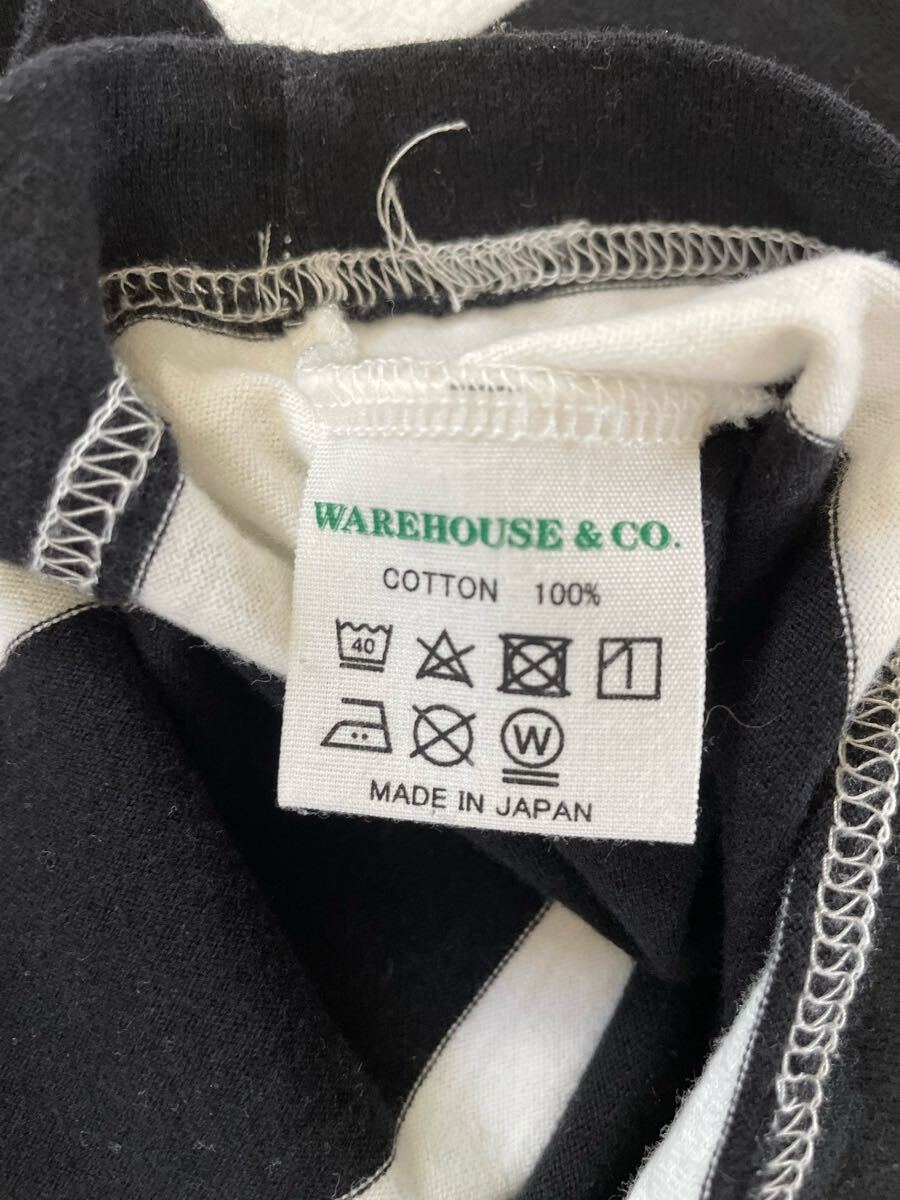 WAREHOUSE & CO.
COTTON 100%
40
W
MADE IN JAPAN